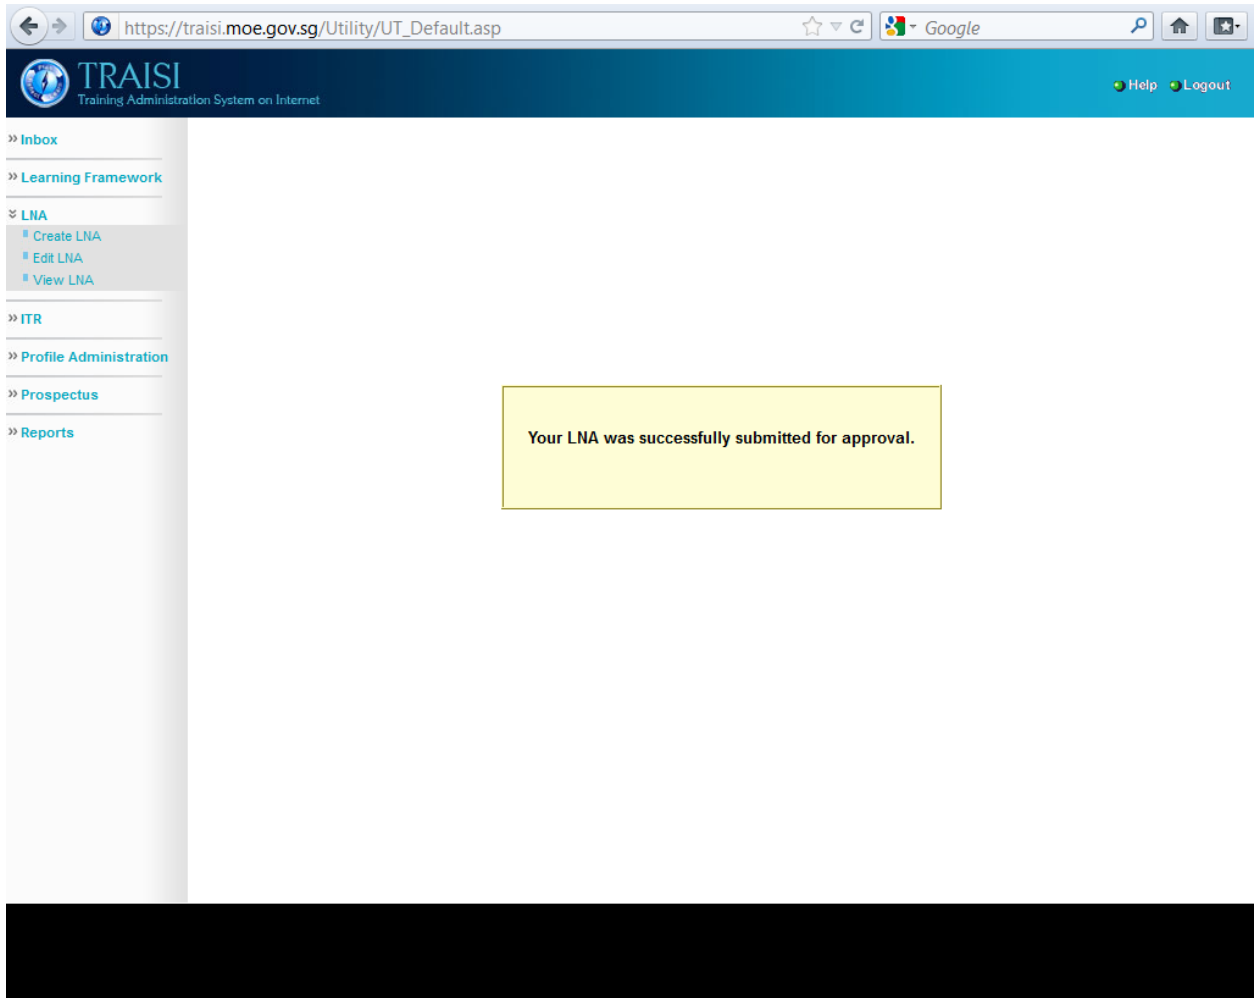 https://traisi.moe.gov.sg/Utility/UT_Default.asp
Google
TRAISI
Training Administration System on Internet
Help
Logout
Inbox
Learning Framework
LNA
Create LNA
Edit LNA
View LNA
ITR
Profile Administration
Prospectus
Reports
Your LNA was successfully submitted for approval.